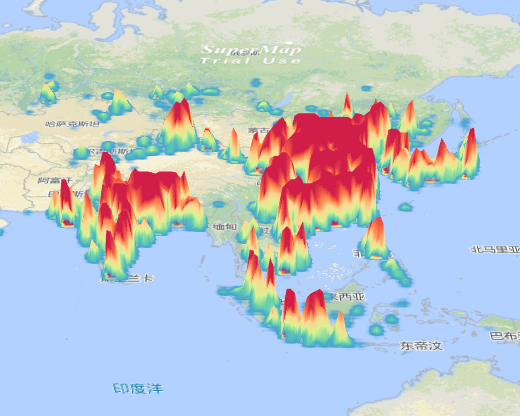 SuperMap
Trial Use
哈萨克斯坦
蒙古
阿富汗
缅甸
兰卡
西亚
北马里亚
东帝汶
巴布
印度洋